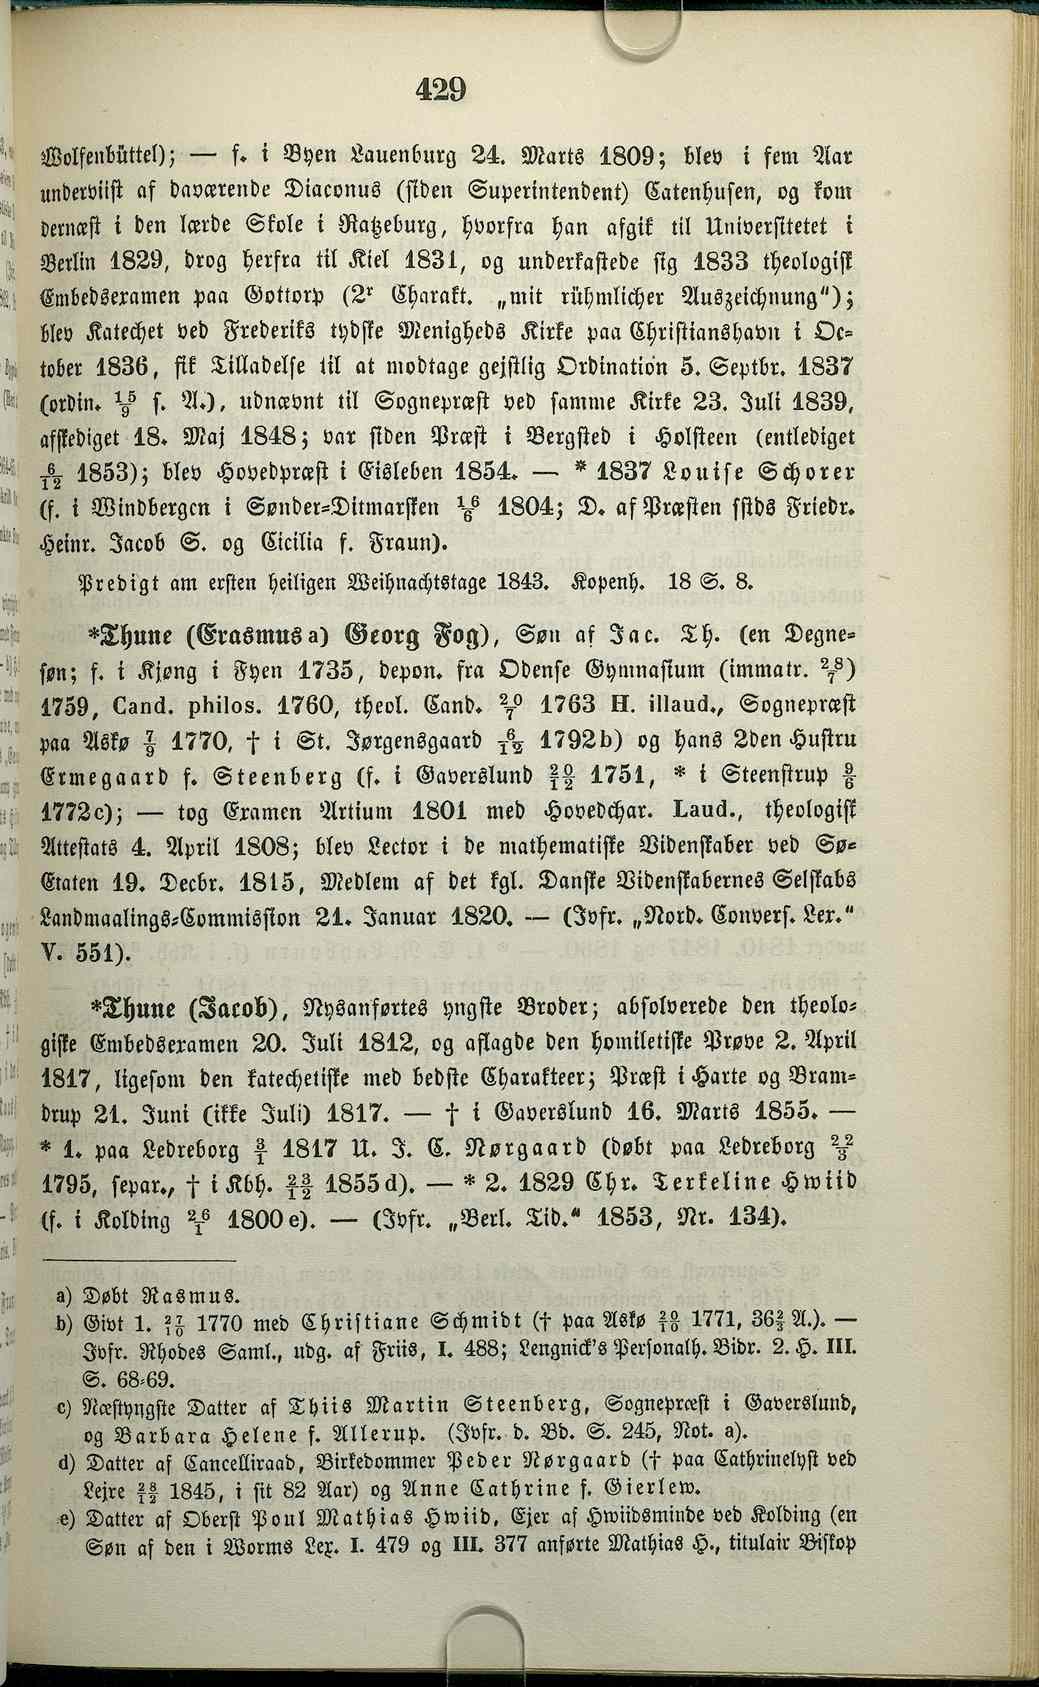 429
Wolfenbüttel); — f. i Byen Lauenburg 24. Marts 1809; blev i fem Aar
underviist af daværende Diaconus (siden Superintendent) Catenhusen, og kom
dernæst i den lærde Skole i Ratzeburg, hvorfra han afgik til Universitetet i
Berlin 1829, drog herfra til Kiel 1831, og underkastede sig 1833 theologisk
Embedsexamen paa Gottorp (2r Charakt. „mit rühmlicher Auszeichnung“);
blev Katechet ved Frederiks tydske Menigheds Kirke paa Christianshavn i Oc-
tober 1836, fik Tilladelse til at modtage gejstlig Ordination 5. Septbr. 1837
(ordin. 15/9 s. A.), udnævnt til Sognepræst ved samme Kirke 23. Juli 1839,
afskediget 18. Maj 1848; var siden Præst i Bergsted i Holsteen (entlediget
6/12 1853); blev Hovedpræst i Eisleben 1854. — * 1837 Louise Schorer
(f. i Windbergen i Sønder-Ditmarsken 16/6 1804; D. af Præsten sstds Friedr.
Heinr. Jacob S. og Cicilia f. Fraun).
Predigt am ersten heiligen Weihnachtstage 1843. Kopenh. 18 S. 8.
*Thune (Erasmus a) Georg Fog), Søn af Jac. Th. (en Degne-
søn; f. i Kjøng i Fyen 1735, depon. fra Odense Gymnasium (immatr. 28/7)
1759, Cand. philos. 1760, theol. Cand. 20/7 1763 H. illaud., Sognepræst
paa Askø 7/9 1770, † i St. Jørgensgaard 6/12 1792 b) og hans 2den Hustru
Ermegaard f. Steenberg (f. i Gaverslund 20/12 1751, * i Steenstrup 9/6
1772 c); — tog Examen Artium 1801 med Hovedchar. Laud., theologisk
Attestats 4. April 1808; blev Lector i de mathematiske Videnskaber ved Sø-
Etaten 19. Decbr. 1815, Medlem af det kgl. Danske Videnskabernes Selskabs
Landmaalings-Commission 21. Januar 1820. — (Jvfr. „Nord. Convers. Lex.“
V. 551).
*Thune (Jacob), Nysanførtes yngste Broder; absolverede den theolo-
giske Embedsexamen 20. Juli 1812, og aflagde den homiletiske Prøve 2. April
1817, ligesom den katechetiske med bedste Charakteer; Præst i Harte og Bram-
drup 21. Juni (ikke Juli) 1817. — † i Gaverslund 16. Marts 1855. —
* 1. paa Ledreborg 3/1 1817 U. J. C. Nørgaard (døbt paa Ledreborg 22/3
1795, separ., † i Kbh. 23/12 1855 d). — * 2. 1829 Chr. Terkeline Hwiid
(f. i Kolding 26/1 1800 e). — (Jvfr. „Berl. Tid.“ 1853, Nr. 134).
a) Døbt Rasmus.
b) Givt 1. 27/10 1770 med Christiane Schmidt († paa Askø 20/10 1771, 36 2/3 A.). —
Jvfr. Rhodes Saml., udg. af Friis, I. 488; Lengnick's Personalh. Bidr. 2. H. III.
S. 68-69.
c) Næstyngste Datter af Thiis Martin Steenberg, Sognepræst i Gaverslund,
og Barbara Helene f. Allerup. (Jvfr. d. Bd. S. 245, Not. a).
d) Datter af Cancelliraad, Birkedommer Peder Nørgaard († paa Cathrinelyst ved
Lejre 28/12 1845, i sit 82 Aar) og Anne Cathrine f. Gierlew.
e) Datter af Oberst Poul Mathias Hwiid, Ejer af Hwiidsminde ved Kolding (en
Søn af den i Worms Lex. I. 479 og III. 377 anførte Mathias H., titulair Biskop